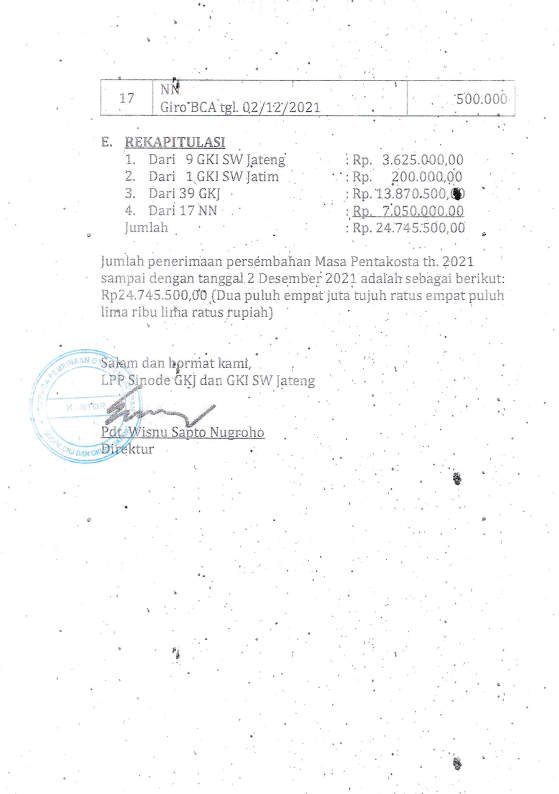 17 NN 500.000
Giro BCA tgl. 02/12/2021
E. REKAPITULASI
1. Dari 9 GKI SW Jateng : Rp. 3.625.000,00
2. Dari 1 GKI SW Jatim : Rp. 200.000,00
3. Dari 39 GKJ : Rp. 13.870.500,00
4. Dari 17 NN : Rp. 7.050.000.00
Jumlah : Rp. 24.745.500,00
Jumlah penerimaan persembahan Masa Pentakosta th. 2021
sampai dengan tanggal 2 Desember 2021 adalah sebagai berikut:
Rp24.745.500,00 (Dua puluh empat juta tujuh ratus empat puluh
lima ribu lima ratus rupiah)
Salam dan hormat kami,
LPP Sinode GKJ dan GKI SW Jateng
KANTOR
Pdt. Wisnu Sapto Nugroho
Direktur